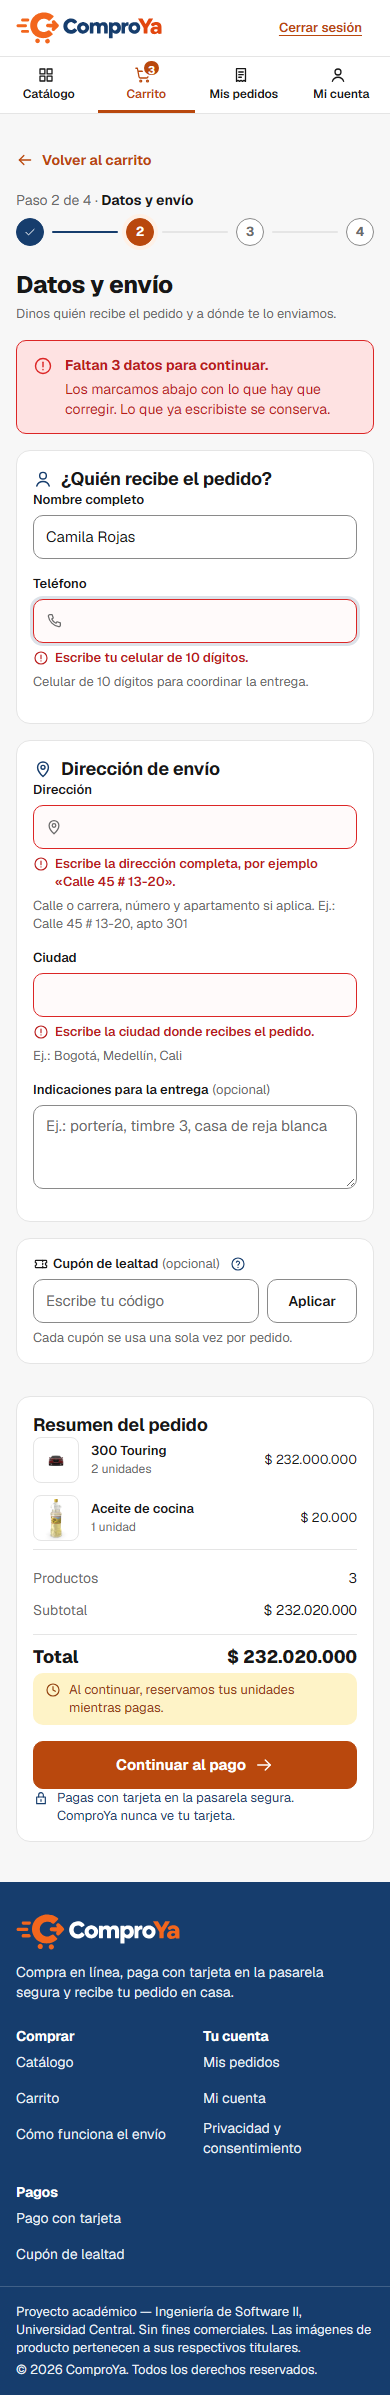 ComproYa
Cerrar sesión
3
Catálogo
Carrito
Mis pedidos
Mi cuenta
Volver al carrito
Paso 2 de 4 · Datos y envío
2
3
4
Datos y envío
Dinos quién recibe el pedido y a dónde te lo enviamos.
Faltan 3 datos para continuar.
Los marcamos abajo con lo que hay que
corregir. Lo que ya escribiste se conserva.
¿Quién recibe el pedido?
Nombre completo
Camila Rojas
Teléfono
Escribe tu celular de 10 dígitos.
Celular de 10 dígitos para coordinar la entrega.
Dirección de envío
Dirección
Escribe la dirección completa, por ejemplo
«Calle 45 # 13-20».
Calle o carrera, número y apartamento si aplica. Ej.:
Calle 45 # 13-20, apto 301
Ciudad
Escribe la ciudad donde recibes el pedido.
Ej.: Bogotá, Medellín, Cali
Indicaciones para la entrega (opcional)
Ej.: portería, timbre 3, casa de reja blanca
Cupón de lealtad (opcional)
Escribe tu código
Aplicar
Cada cupón se usa una sola vez por pedido.
Resumen del pedido
300 Touring
2 unidades
$ 232.000.000
Aceite de cocina
1 unidad
$ 20.000
Productos
3
Subtotal
$ 232.020.000
Total
$ 232.020.000
Al continuar, reservamos tus unidades
mientras pagas.
Continuar al pago
Pagas con tarjeta en la pasarela segura.
ComproYa nunca ve tu tarjeta.
ComproYa
Compra en línea, paga con tarjeta en la pasarela
segura y recibe tu pedido en casa.
Comprar
Tu cuenta
Catálogo
Mis pedidos
Carrito
Mi cuenta
Cómo funciona el envío
Privacidad y
consentimiento
Pagos
Pago con tarjeta
Cupón de lealtad
Proyecto académico — Ingeniería de Software II,
Universidad Central. Sin fines comerciales. Las imágenes de
producto pertenecen a sus respectivos titulares.
© 2026 ComproYa. Todos los derechos reservados.